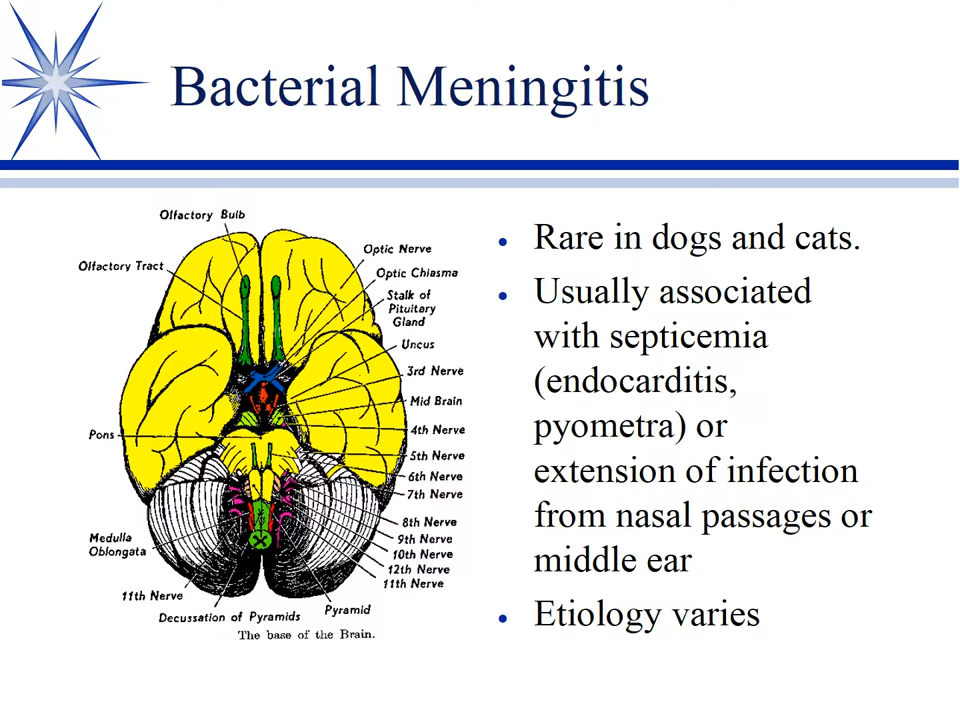 Bacterial Meningitis
Olfactory Bulb
Olfactory Tract
Optic Nerve
Optic Chiasma
Stalk of
Pituitary
Gland
Uncus
3rd Nerve
Mid Brain
4th Nerve
Pons
5th Nerve
6th Nerve
7th Nerve
8th Nerve
9th Nerve
10th Nerve
12th Nerve
11th Nerve
Medulla
Oblongata
11th Nerve
Decussation of Pyramids
Pyramid
The base of the Brain.
• Rare in dogs and cats.
• Usually associated
with septicemia
(endocarditis,
pyometra) or
extension of infection
from nasal passages or
middle ear
• Etiology varies